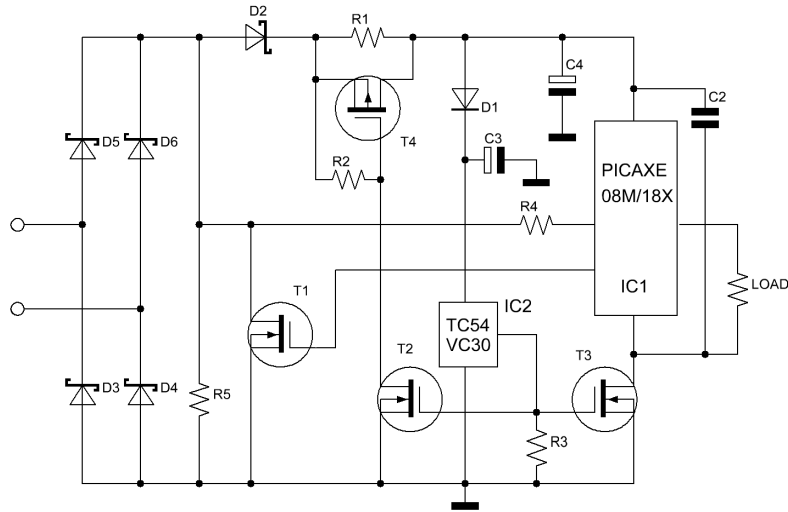 D2
R1
C4
C2
D1
D5
D6
T4
C3
R2
PICAXE
08M/18X
R4
IC1
LOAD
T1
IC2
TC54
VC30
T2
T3
D3
D4
R5
R3